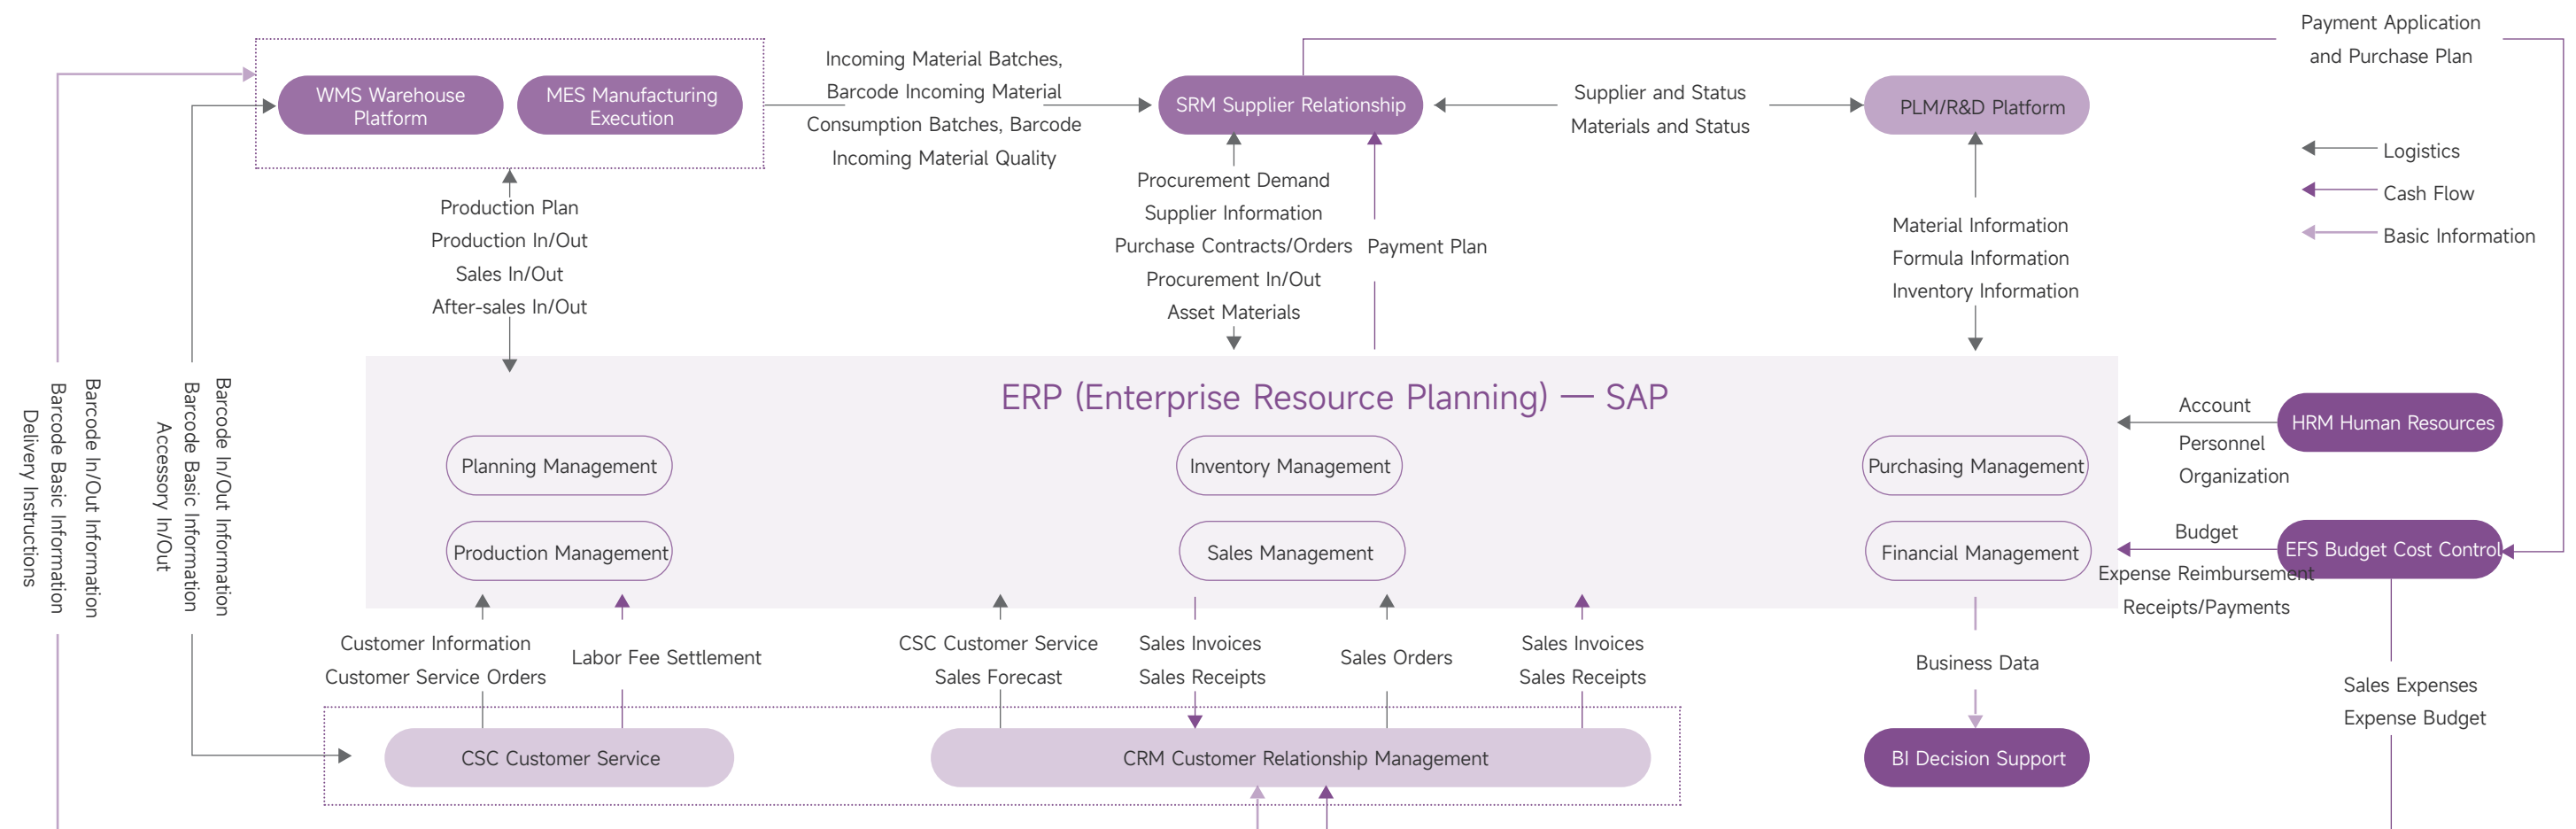 Payment Application
and Purchase Plan
WMS Warehouse
Platform
MES Manufacturing
Execution
Incoming Material Batches,
Barcode Incoming Material
Consumption Batches, Barcode
Incoming Material Quality
SRM Supplier Relationship
Supplier and Status
Materials and Status
PLM/R&D Platform
Logistics
Cash Flow
Basic Information
Production Plan
Production In/Out
Sales In/Out
After-sales In/Out
Procurement Demand
Supplier Information
Purchase Contracts/Orders
Procurement In/Out
Asset Materials
Payment Plan
Material Information
Formula Information
Inventory Information
Barcode In/Out Information
Barcode Basic Information
Delivery Instructions
Barcode In/Out Information
Barcode Basic Information
Accessory In/Out
ERP (Enterprise Resource Planning) — SAP
Planning Management
Inventory Management
Purchasing Management
Production Management
Sales Management
Financial Management
Account
Personnel
Organization
HRM Human Resources
Budget
Expense Reimbursement
Receipts/Payments
EFS Budget Cost Control
Customer Information
Customer Service Orders
Labor Fee Settlement
CSC Customer Service
Sales Forecast
Sales Invoices
Sales Receipts
Sales Orders
Sales Invoices
Sales Receipts
Business Data
Sales Expenses
Expense Budget
CSC Customer Service
CRM Customer Relationship Management
BI Decision Support